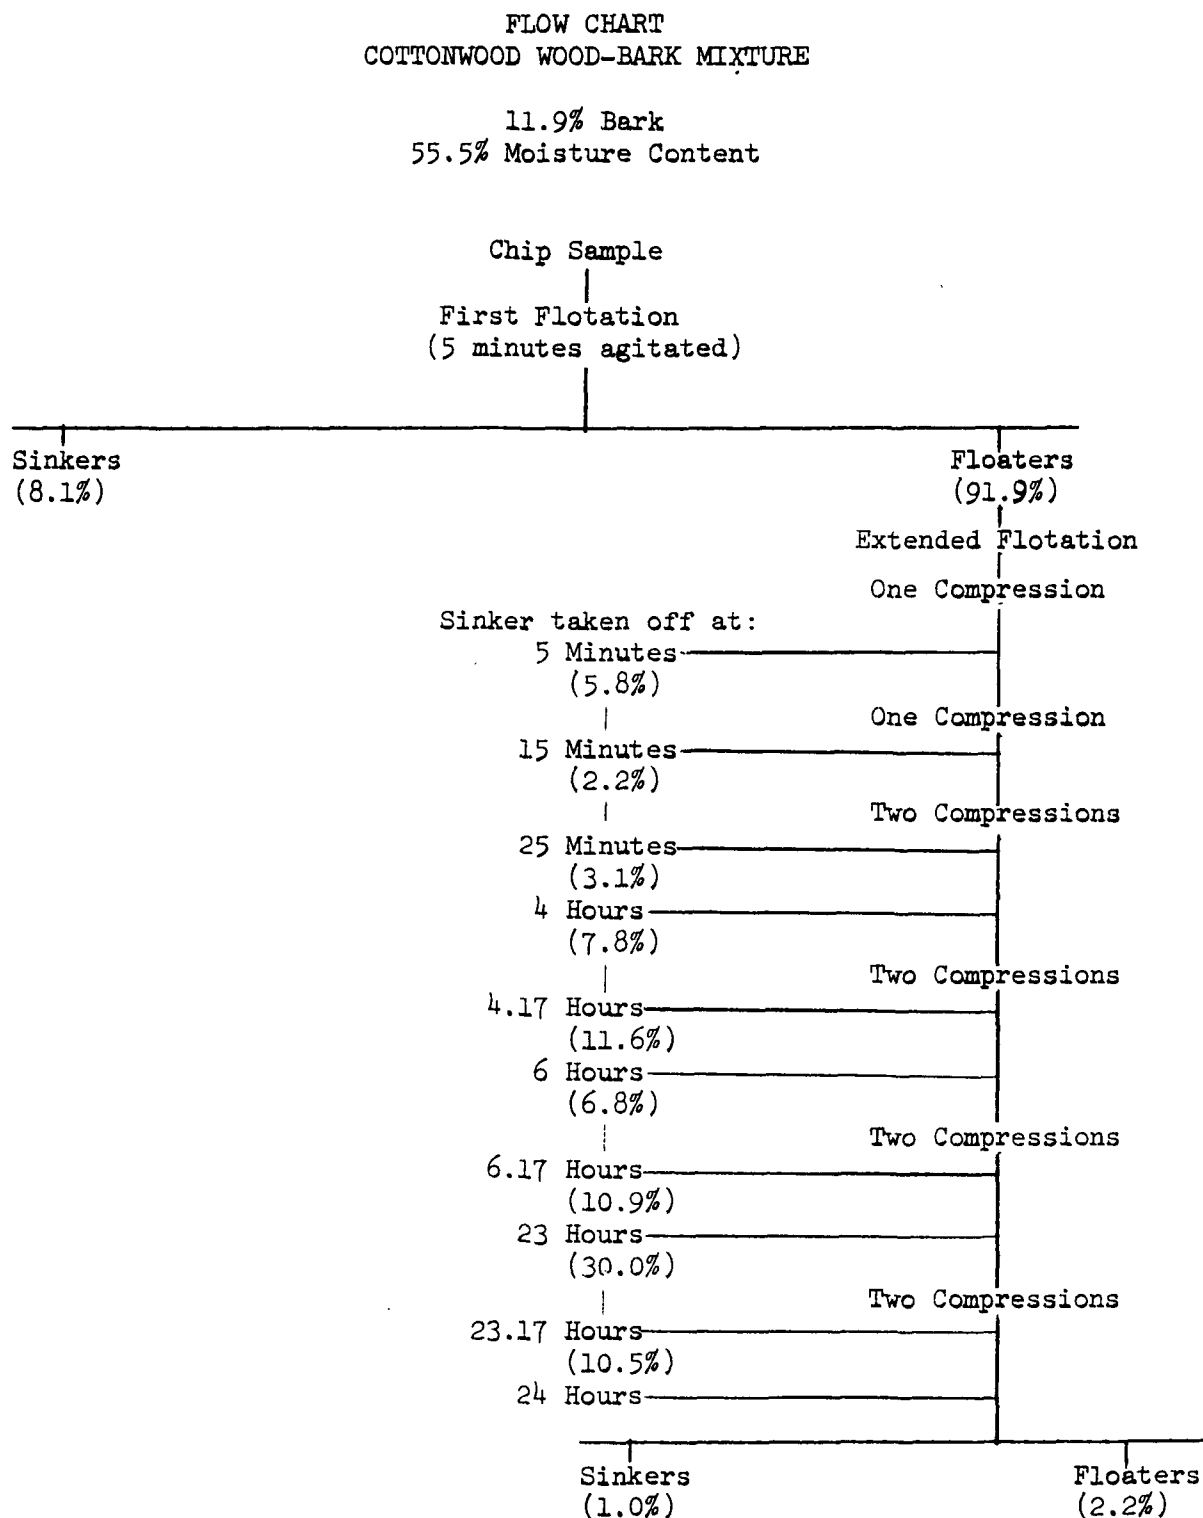 FLOW CHART
COTTONWOOD WOOD-BARK MIXTURE
11.9% Bark
55.5% Moisture Content
Chip Sample
First Flotation
(5 minutes agitated)
Sinkers
(8.1%)
Floaters
(91.9%)
Extended Flotation
One Compression
Sinker taken off at:
5 Minutes
(5.8%)
One Compression
15 Minutes
(2.2%)
Two Compressions
25 Minutes
(3.1%)
4 Hours
(7.8%)
Two Compressions
4.17 Hours
(11.6%)
6 Hours
(6.8%)
Two Compressions
6.17 Hours
(10.9%)
23 Hours
(30.0%)
Two Compressions
23.17 Hours
(10.5%)
24 Hours
Sinkers
(1.0%)
Floaters
(2.2%)